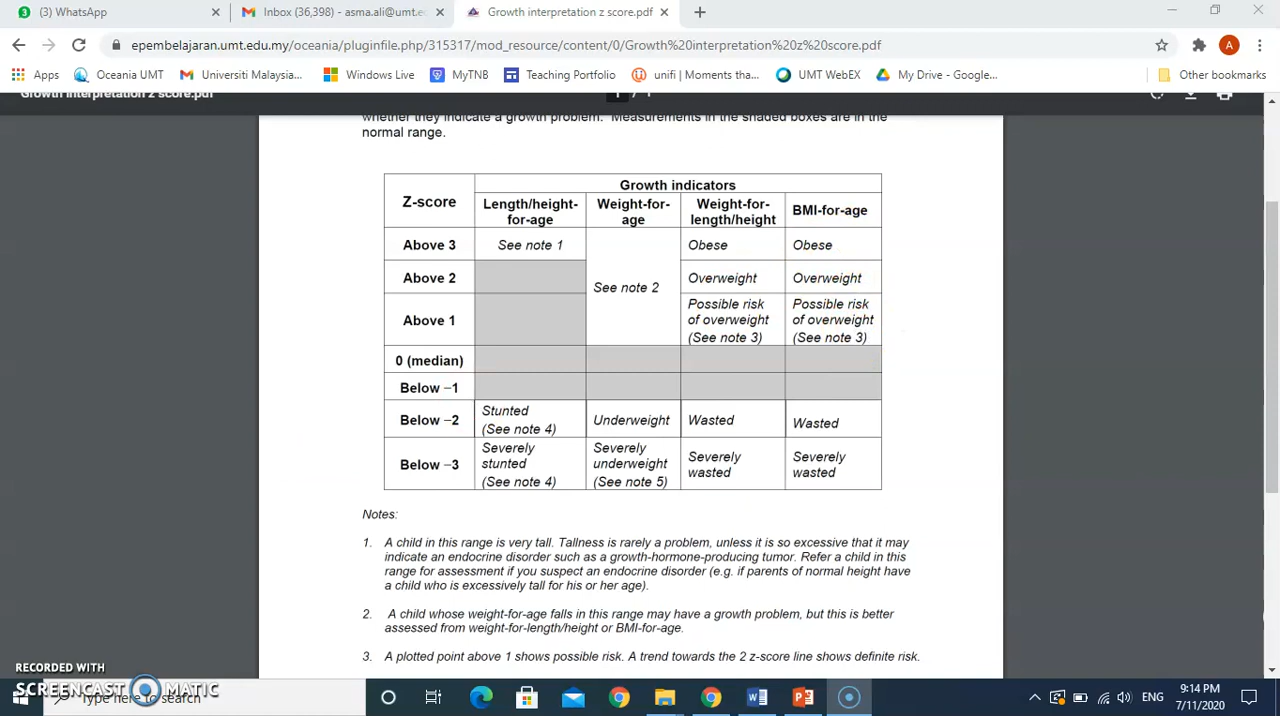 (3) WhatsApp
Inbox (36,398) - asma.ali@umt.ed
Growth interpretation z score.pdf
epembelajaran.umt.edu.my/oceania/pluginfile.php/315317/mod_resource/content/0/Growth%20interpretation%20z%20score.pdf
A
Apps
Oceania UMT
Universiti Malaysia...
Windows Live
MyTNB
Teaching Portfolio
unifi | Moments tha...
UMT WebEX
My Drive - Google...
Other bookmarks
Growth interpretation z score.pdf
whether they indicate a growth problem. Measurements in the shaded boxes are in the
normal range.
Z-score
Growth indicators
Length/height-
for-age
Weight-for-
age
Weight-for-
length/height
BMI-for-age
Above 3
See note 1
See note 2
Obese
Obese
Above 2
Overweight
Overweight
Above 1
Possible risk
of overweight
(See note 3)
Possible risk
of overweight
(See note 3)
0 (median)
Below −1
Below −2
Stunted
(See note 4)
Underweight
Wasted
Wasted
Below −3
Severely
stunted
(See note 4)
Severely
underweight
(See note 5)
Severely
wasted
Severely
wasted
Notes:
1. A child in this range is very tall. Tallness is rarely a problem, unless it is so excessive that it may
indicate an endocrine disorder such as a growth-hormone-producing tumor. Refer a child in this
range for assessment if you suspect an endocrine disorder (e.g. if parents of normal height have
a child who is excessively tall for his or her age).
2. A child whose weight-for-age falls in this range may have a growth problem, but this is better
assessed from weight-for-length/height or BMI-for-age.
3. A plotted point above 1 shows possible risk. A trend towards the 2 z-score line shows definite risk.
RECORDED WITH
SCREENCAST MATIC
Type here to search
ENG
9:14 PM
7/11/2020